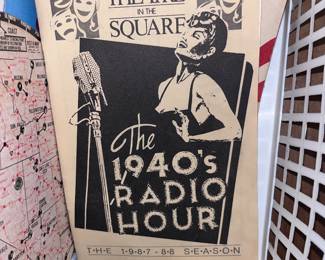 THEATRE
IN THE
SQUARE
The
1940's
RADIO
HOUR
THE 1987-88 SEASON